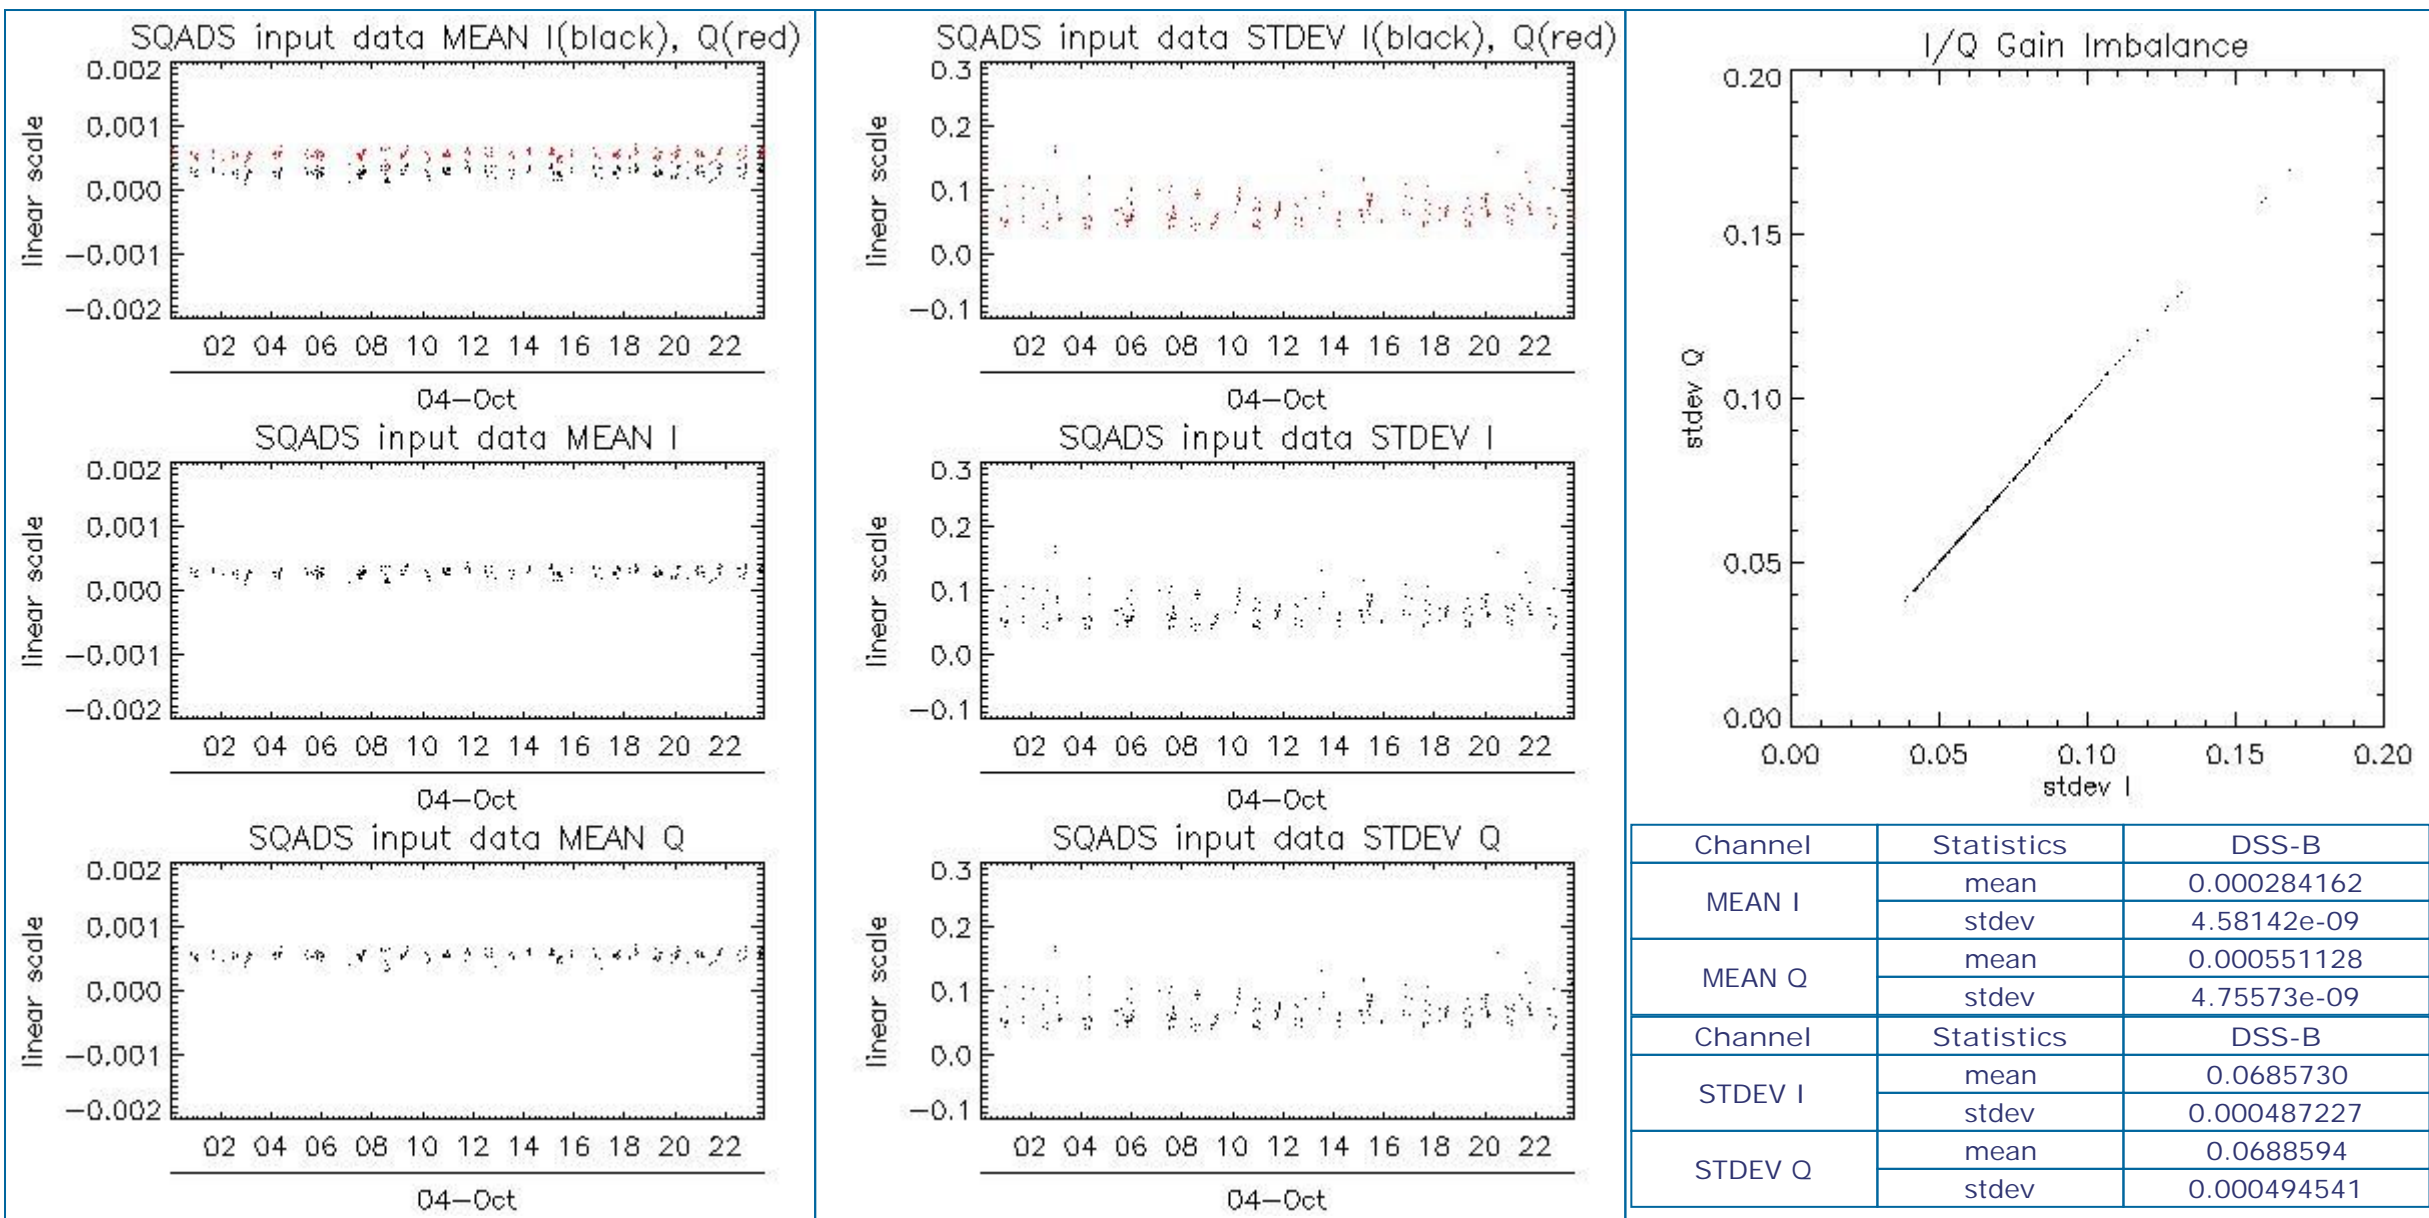 SQADS input data MEAN I(black), Q(red)
0.002
0.001
0.000
-0.001
-0.002
linear scale
02 04 06 08 10 12 14 16 18 20 22
04-Oct
SQADS input data MEAN I
0.002
0.001
0.000
-0.001
-0.002
linear scale
02 04 06 08 10 12 14 16 18 20 22
04-Oct
SQADS input data MEAN Q
0.002
0.001
0.000
-0.001
-0.002
linear scale
02 04 06 08 10 12 14 16 18 20 22
04-Oct
SQADS input data STDEV I(black), Q(red)
0.3
0.2
0.1
0.0
-0.1
linear scale
02 04 06 08 10 12 14 16 18 20 22
04-Oct
SQADS input data STDEV I
0.3
0.2
0.1
0.0
-0.1
linear scale
02 04 06 08 10 12 14 16 18 20 22
04-Oct
SQADS input data STDEV Q
0.3
0.2
0.1
0.0
-0.1
linear scale
02 04 06 08 10 12 14 16 18 20 22
04-Oct
I/Q Gain Imbalance
0.20
0.15
0.10
0.05
0.00
stdev Q
0.00 0.05 0.10 0.15 0.20
stdev I
Channel Statistics DSS-B
MEAN I mean 0.000284162
stdev 4.58142e-09
MEAN Q mean 0.000551128
stdev 4.75573e-09
Channel Statistics DSS-B
STDEV I mean 0.0685730
stdev 0.000487227
STDEV Q mean 0.0688594
stdev 0.000494541